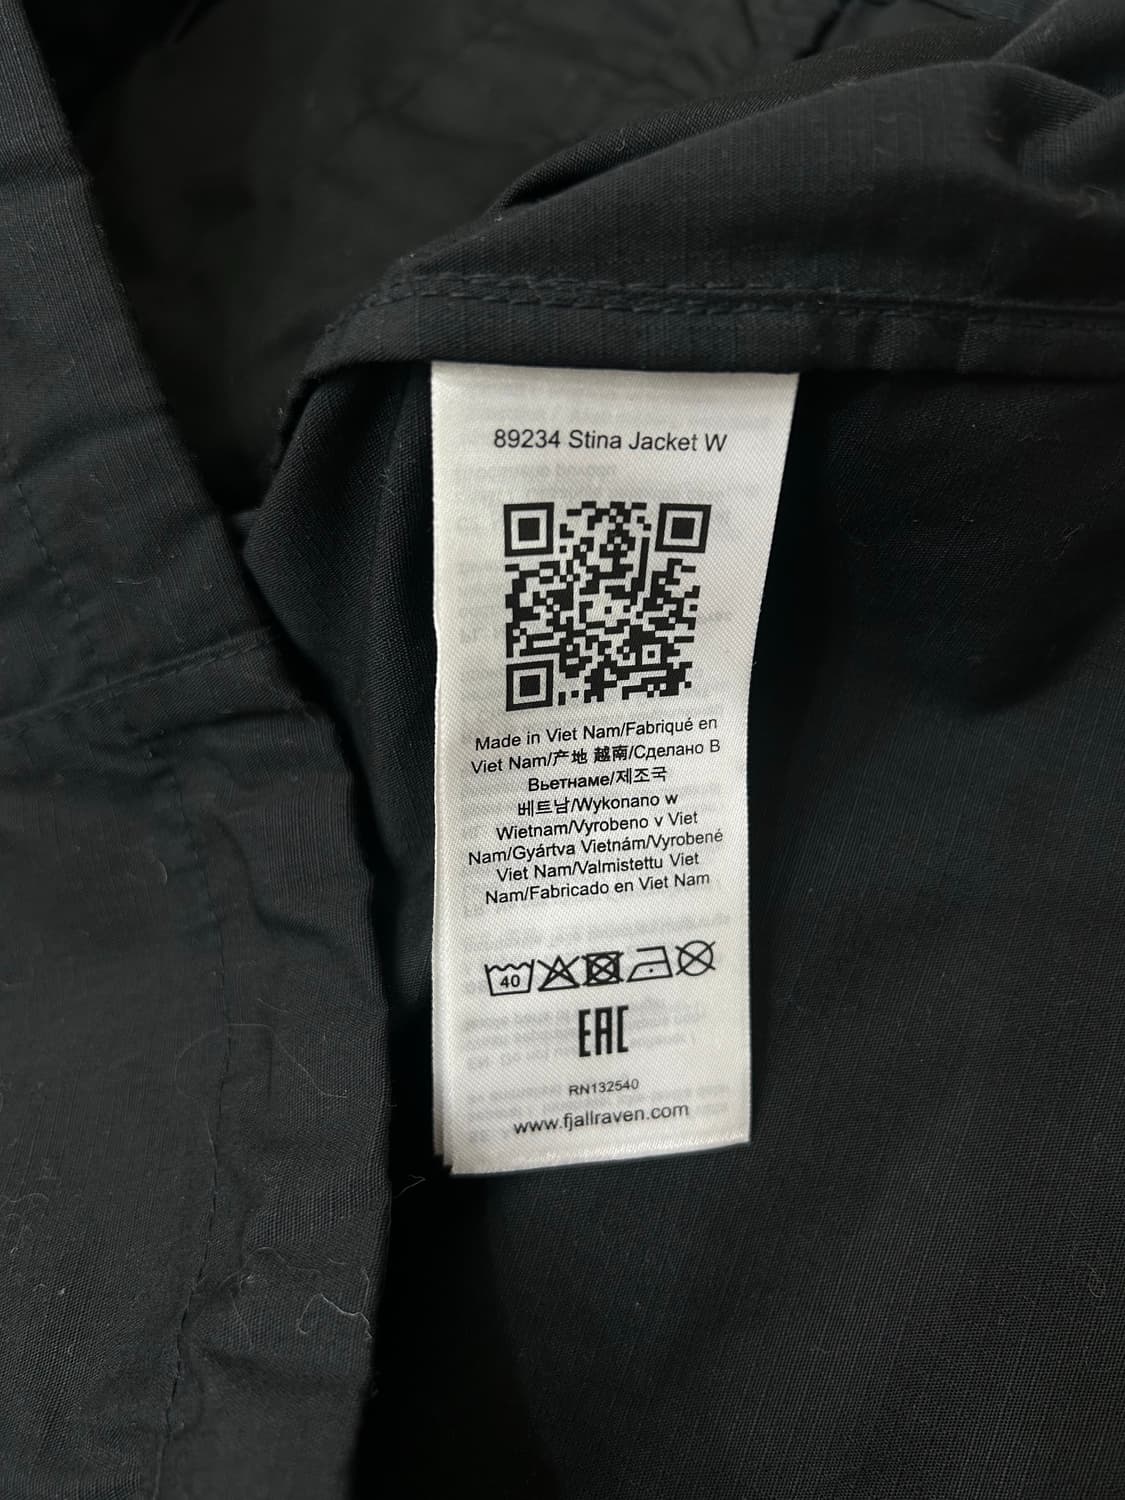 89234 Stina Jacket W
Made in Viet Nam/Fabriqué en
Viet Nam/产地 越南/Сделано В
Вьетнаме/제조국
베트남/Wykonano w
Wietnam/Vyrobeno v Viet
Nam/Gyártva Vietnám/Vyrobené
Viet Nam/Valmistettu Viet
Nam/Fabricado en Viet Nam
40
EAC
RN132540
www.fjallraven.com